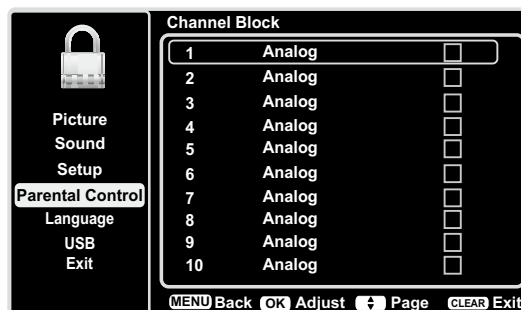 Channel Block
1 Analog
2 Analog
3 Analog
4 Analog
5 Analog
6 Analog
7 Analog
8 Analog
9 Analog
10 Analog
Picture
Sound
Setup
Parental Control
Language
USB
Exit
MENU Back OK Adjust Page CLEAR Exit